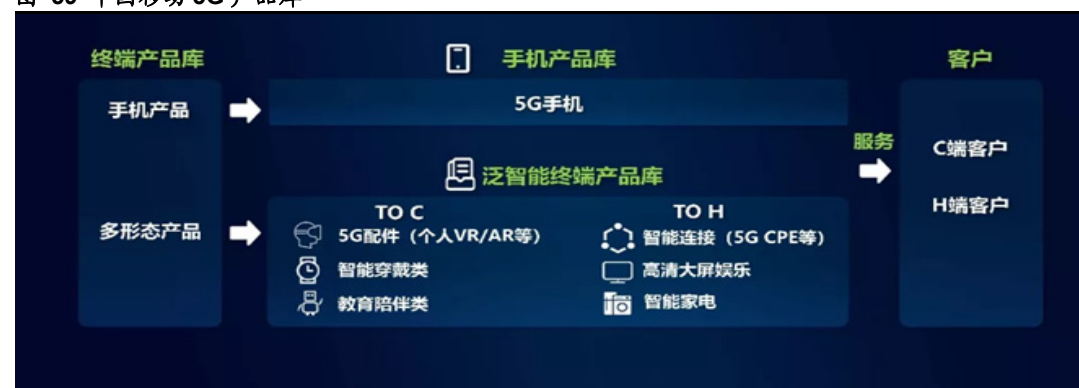 终端产品库
手机产品库
客户
手机产品
5G手机
服务
C端客户
泛智能终端产品库
H端客户
多形态产品
TO C
TO H
5G配件（个人VR/AR等）
智能连接（5G CPE等）
智能穿戴类
高清大屏娱乐
教育陪伴类
智能家电